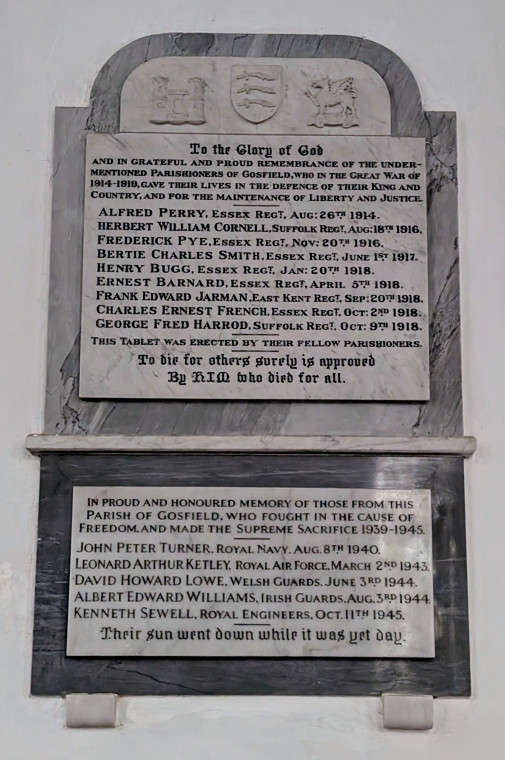 To the Glory of God
AND IN GRATEFUL AND PROUD REMEMBRANCE OF THE UNDER-
MENTIONED PARISHIONERS OF GOSFIELD, WHO IN THE GREAT WAR OF
1914-1919, GAVE THEIR LIVES IN THE DEFENCE OF THEIR KING AND
COUNTRY, AND FOR THE MAINTENANCE OF LIBERTY AND JUSTICE.
ALFRED PERRY, ESSEX REGT, AUG: 26TH 1914.
HERBERT WILLIAM CORNELL, SUFFOLK REGT, AUG: 18TH 1916.
FREDERICK PYE, ESSEX REGT, NOV: 20TH 1916.
BERTIE CHARLES SMITH, ESSEX REGT, JUNE 1ST 1917.
HENRY BUGG, ESSEX REGT, JAN: 20TH 1918.
ERNEST BARNARD, ESSEX REGT, APRIL 5TH 1918.
FRANK EDWARD JARMAN, EAST KENT REGT, SEP: 20TH 1918.
CHARLES ERNEST FRENCH, ESSEX REGT, OCT: 2ND 1918.
GEORGE FRED HARROD, SUFFOLK REGT, OCT: 9TH 1918.
THIS TABLET WAS ERECTED BY THEIR FELLOW PARISHIONERS.
To die for others surely is approved
By HIM who died for all.
IN PROUD AND HONOURED MEMORY OF THOSE FROM THIS
PARISH OF GOSFIELD, WHO FOUGHT IN THE CAUSE OF
FREEDOM, AND MADE THE SUPREME SACRIFICE 1939-1945.
JOHN PETER TURNER, ROYAL NAVY, AUG. 8TH 1940.
LEONARD ARTHUR KETLEY, ROYAL AIR FORCE, MARCH 2ND 1943.
DAVID HOWARD LOWE, WELSH GUARDS, JUNE 3RD 1944.
ALBERT EDWARD WILLIAMS, IRISH GUARDS, AUG. 3RD 1944.
KENNETH SEWELL, ROYAL ENGINEERS, OCT. 11TH 1945.
Their sun went down while it was yet day.